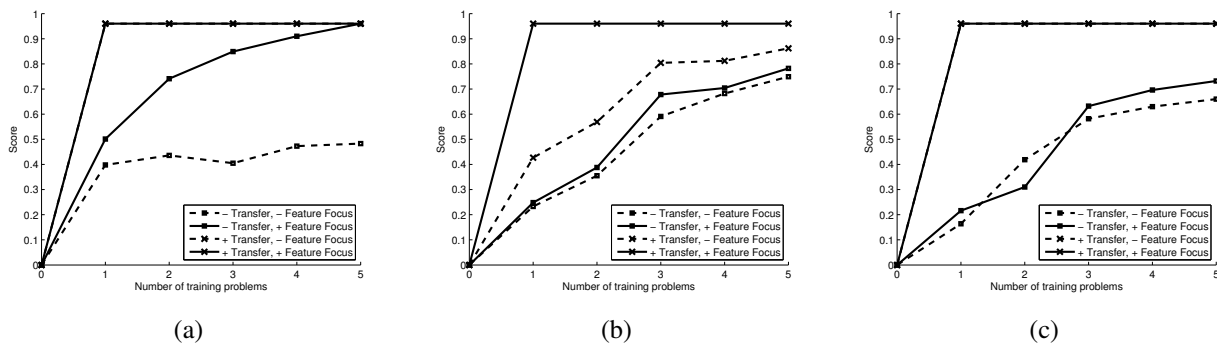 1
0.9
0.8
0.7
0.6
0.5
0.4
0.3
0.2
0.1
0
Score
− Transfer, − Feature Focus
− Transfer, + Feature Focus
+ Transfer, − Feature Focus
+ Transfer, + Feature Focus
0 1 2 3 4 5
Number of training problems
(a)
1
0.9
0.8
0.7
0.6
0.5
0.4
0.3
0.2
0.1
0
Score
− Transfer, − Feature Focus
− Transfer, + Feature Focus
+ Transfer, − Feature Focus
+ Transfer, + Feature Focus
0 1 2 3 4 5
Number of training problems
(b)
1
0.9
0.8
0.7
0.6
0.5
0.4
0.3
0.2
0.1
0
Score
− Transfer, − Feature Focus
− Transfer, + Feature Focus
+ Transfer, − Feature Focus
+ Transfer, + Feature Focus
0 1 2 3 4 5
Number of training problems
(c)